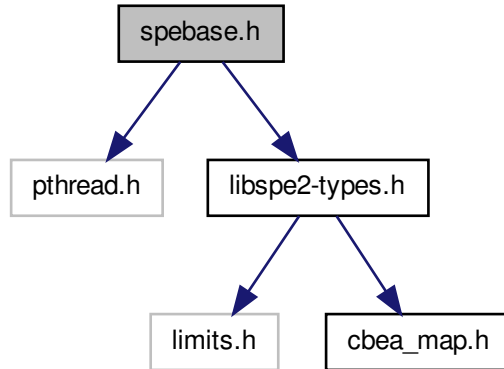 spebase.h
pthread.h
libspe2-types.h
limits.h
cbea_map.h